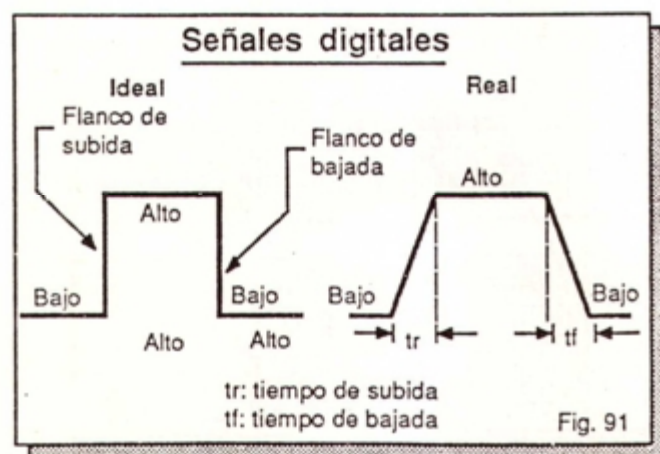 Señales digitales
Ideal
Real
Flanco de
subida
Flanco de
bajada
Alto
Alto
Bajo
Bajo
Bajo
Bajo
Alto
Alto
tr
tf
tr: tiempo de subida
tf: tiempo de bajada
Fig. 91